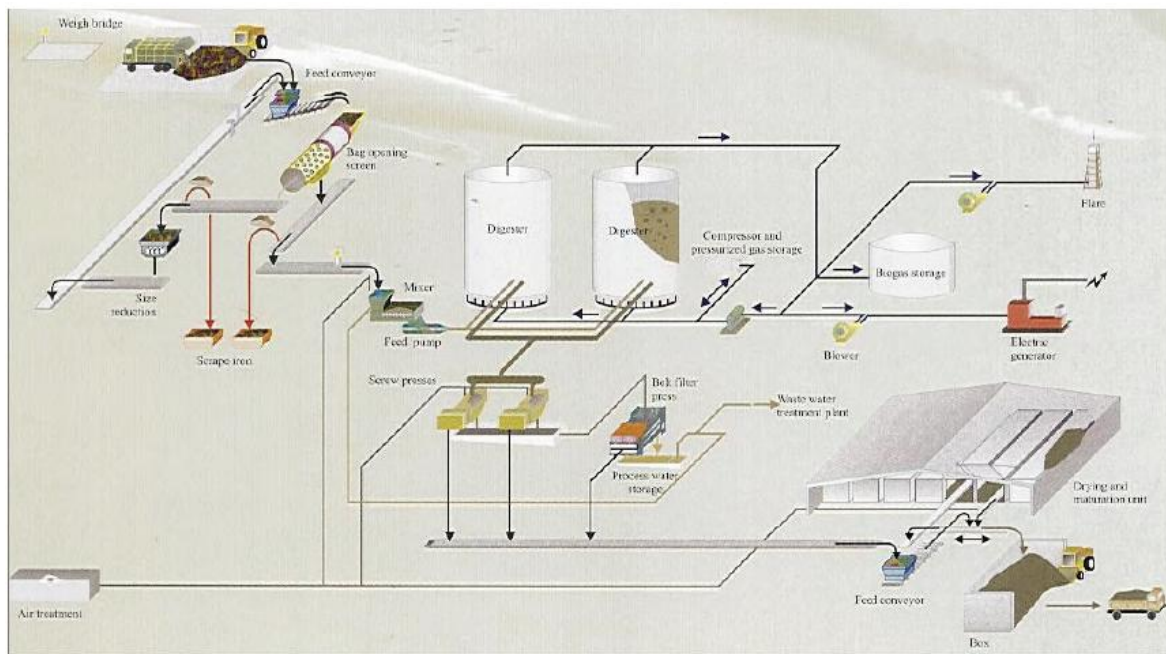 Weigh bridge
Feed conveyor
Bag opening
screen
Digester
Digester
Compressor and
pressurized gas storage
Flare
Biogas storage
Size
reduction
Mixer
Feed pump
Scrape iron
Blower
Electric
generator
Screw presses
Belt filter
press
Waste water
treatment plant
Process water
storage
Drying and
maturation unit
Air treatment
Feed conveyor
Box